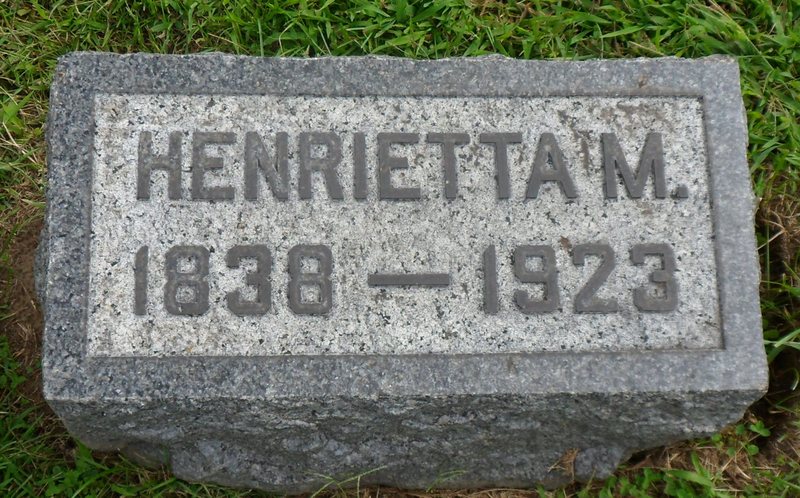 HENRIETTA M.
1838 — 1923